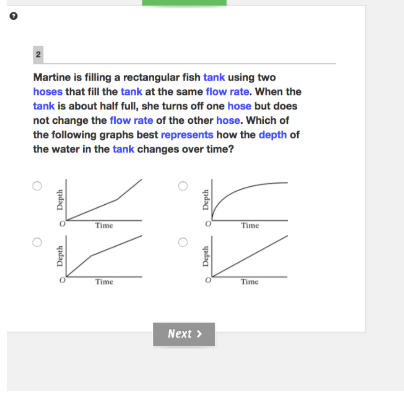 ?
2
Martine is filling a rectangular fish tank using two
hoses that fill the tank at the same flow rate. When the
tank is about half full, she turns off one hose but does
not change the flow rate of the other hose. Which of
the following graphs best represents how the depth of
the water in the tank changes over time?
Depth
O
Time
Depth
O
Time
Depth
O
Time
Depth
O
Time
Next >